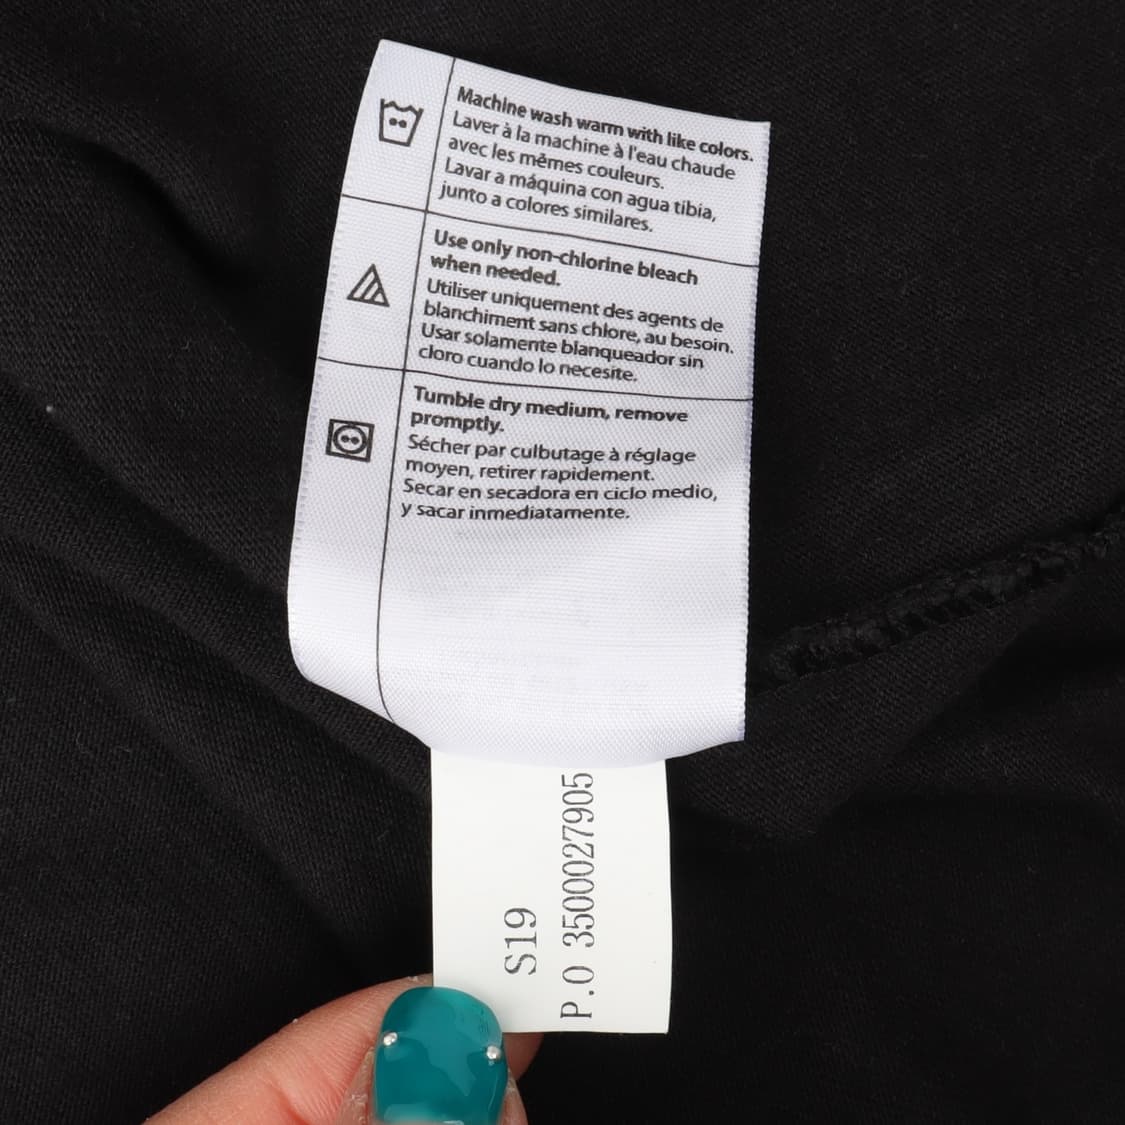 Machine wash warm with like colors.
Laver à la machine à l'eau chaude
avec les mêmes couleurs.
Lavar a máquina con agua tibia,
junto a colores similares.
Use only non-chlorine bleach
when needed.
Utiliser uniquement des agents de
blanchiment sans chlore, au besoin.
Usar solamente blanqueador sin
cloro cuando lo necesite.
Tumble dry medium, remove
promptly.
Sécher par culbutage à réglage
moyen, retirer rapidement.
Secar en secadora en ciclo medio,
y sacar inmediatamente.
S19
P.O 3500027905